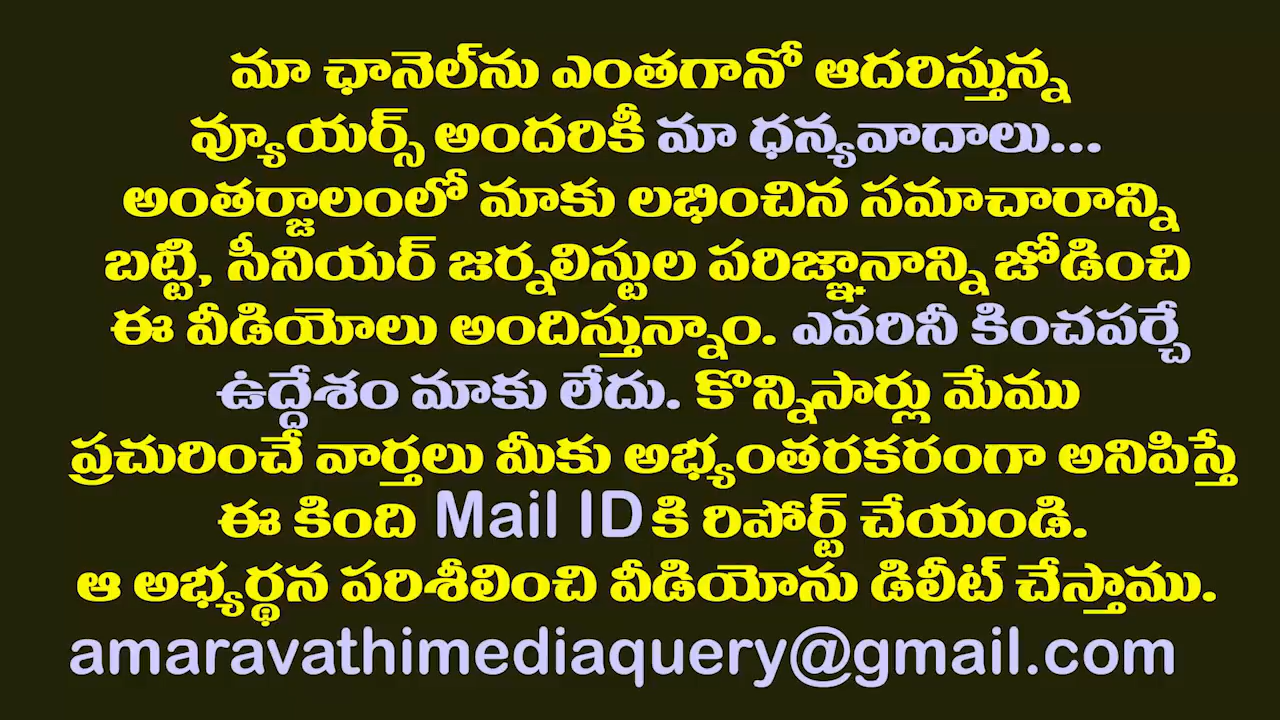 మా ఛానెల్‌ను ఎంతగానో ఆదరిస్తున్న
వ్యూయర్స్ అందరికీ మా ధన్యవాదాలు...
అంతర్జాలంలో మాకు లభించిన సమాచారాన్ని
బట్టి, సీనియర్ జర్నలిస్టుల పరిజ్ఞానాన్ని జోడించి
ఈ వీడియోలు అందిస్తున్నాం. ఎవరినీ కించపర్చే
ఉద్దేశం మాకు లేదు. కొన్నిసార్లు మేము
ప్రచురించే వార్తలు మీకు అభ్యంతరకరంగా అనిపిస్తే
ఈ కింది Mail ID కి రిపోర్ట్ చేయండి.
ఆ అభ్యర్థన పరిశీలించి వీడియోను డిలీట్ చేస్తాము.
amaravathimediaquery@gmail.com